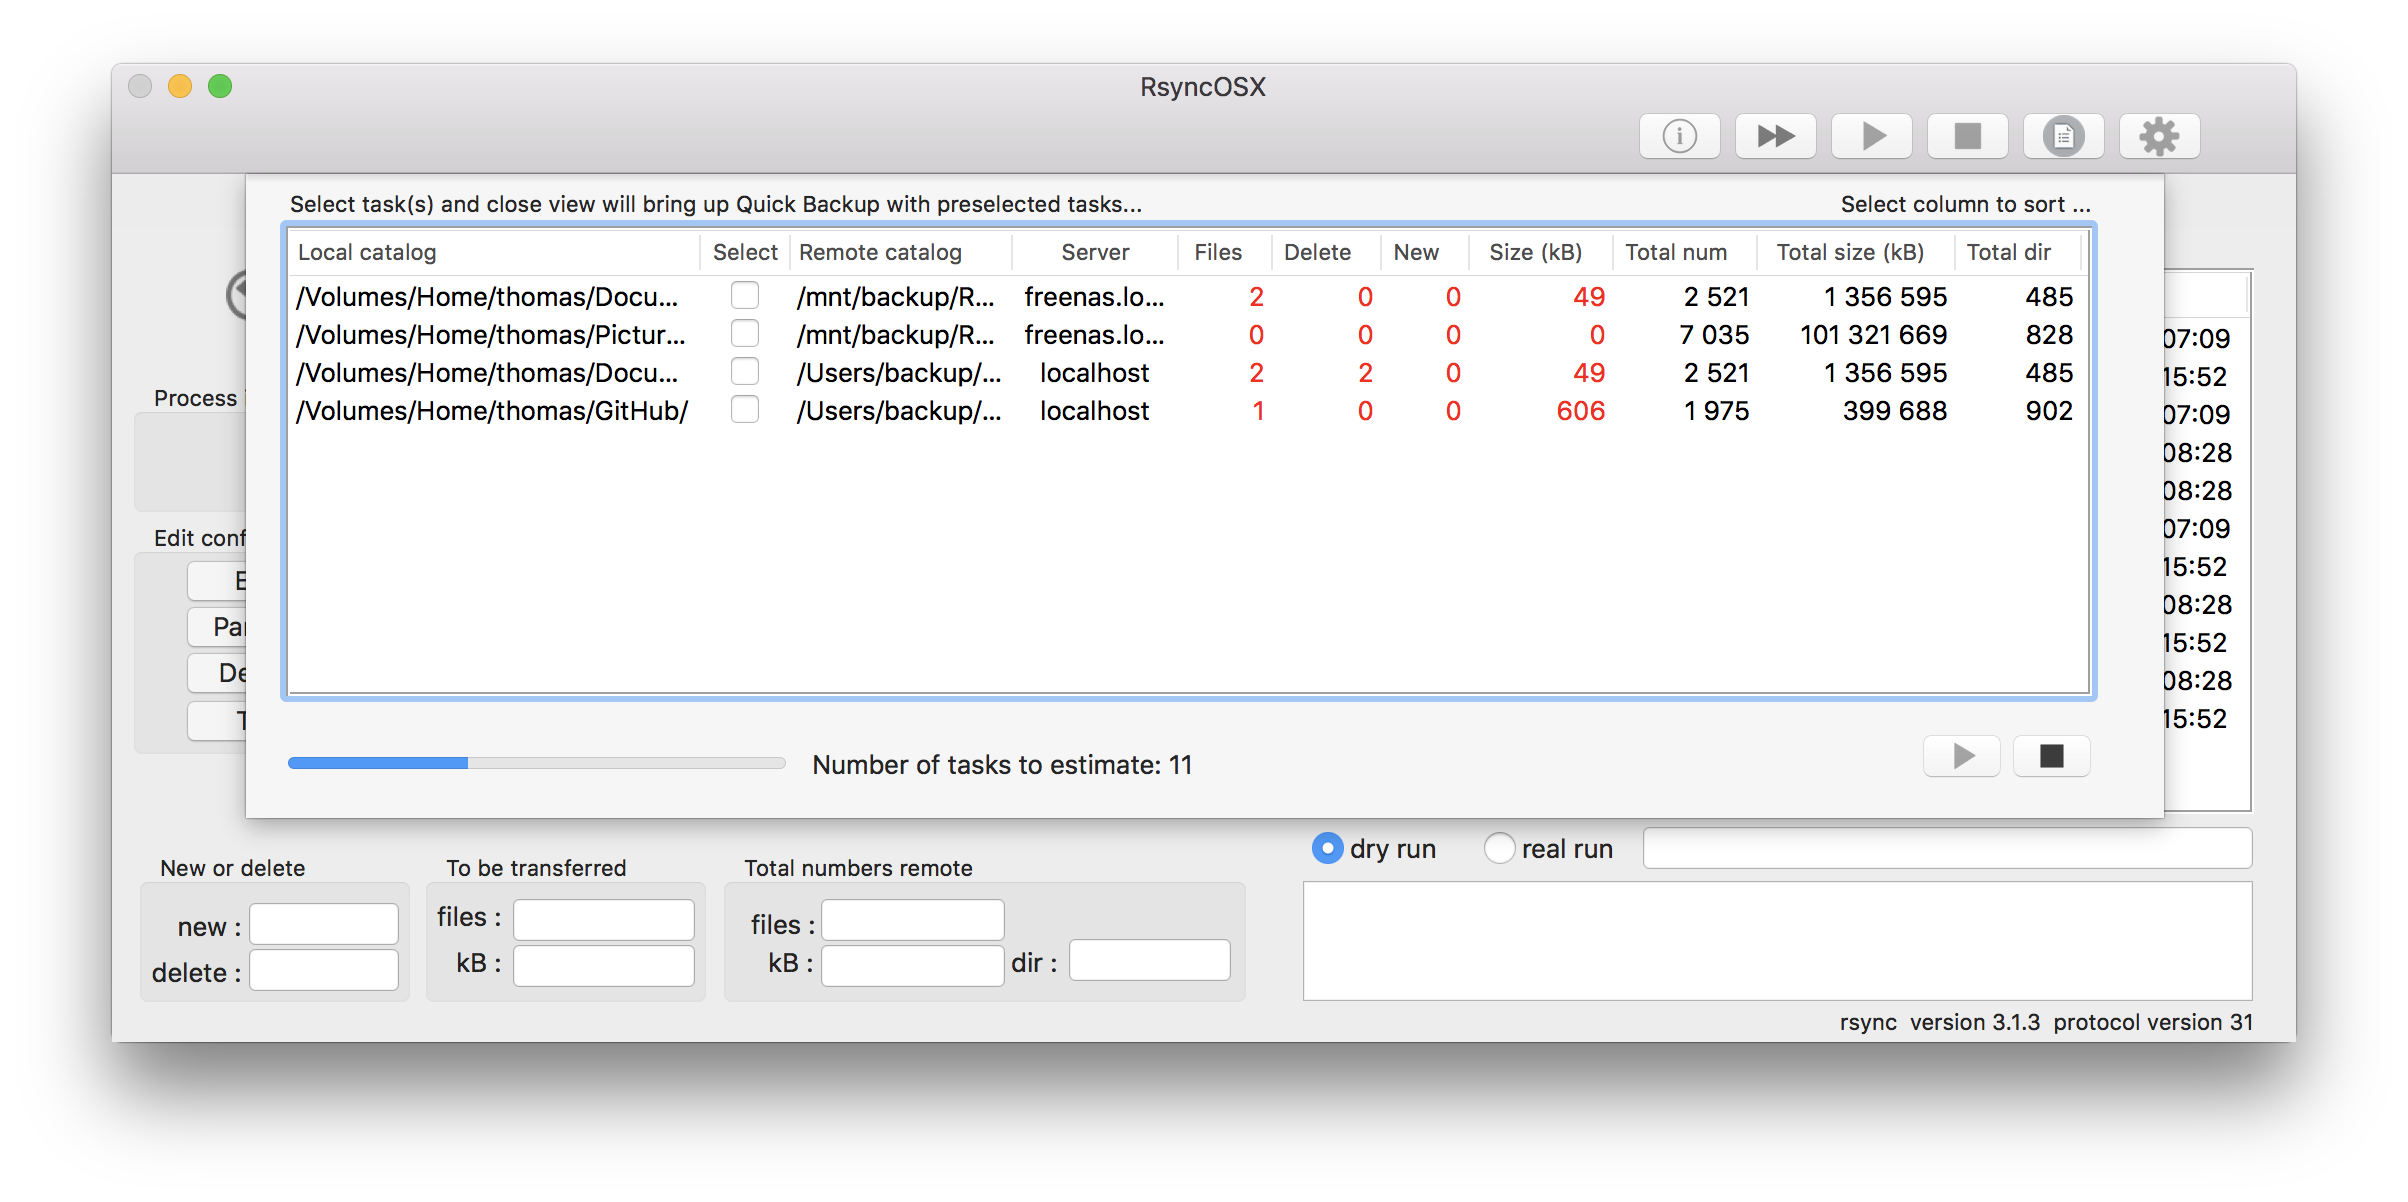 RsyncOSX
Select task(s) and close view will bring up Quick Backup with preselected tasks... Select column to sort ...
Local catalog Select Remote catalog Server Files Delete New Size (kB) Total num Total size (kB) Total dir
/Volumes/Home/thomas/Docu... /mnt/backup/R... freenas.lo... 2 0 0 49 2 521 1 356 595 485
/Volumes/Home/thomas/Pictur... /mnt/backup/R... freenas.lo... 0 0 0 0 7 035 101 321 669 828
/Volumes/Home/thomas/Docu... /Users/backup/... localhost 2 2 0 49 2 521 1 356 595 485
/Volumes/Home/thomas/GitHub/ /Users/backup/... localhost 1 0 0 606 1 975 399 688 902
07:09
15:52
07:09
08:28
08:28
07:09
15:52
08:28
15:52
08:28
15:52
Process
Edit conf
E
Par
De
T
Number of tasks to estimate: 11
dry run real run
New or delete To be transferred Total numbers remote
new : files : files :
delete : kB : kB : dir :
rsync version 3.1.3 protocol version 31